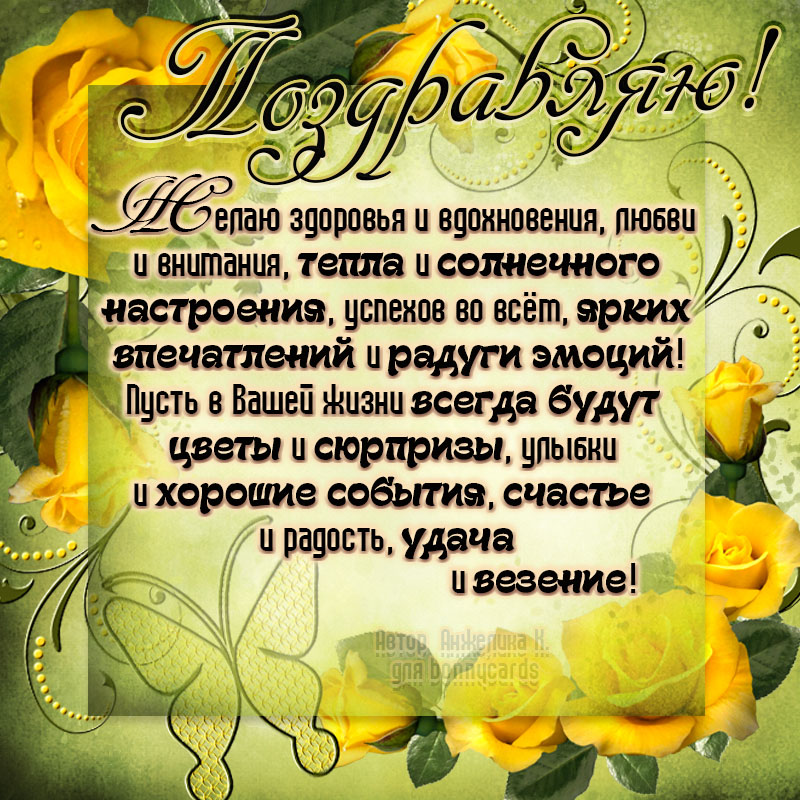 Поздравляю!
Желаю здоровья и вдохновения, любви
и внимания, тепла и солнечного
настроения, успехов во всём, ярких
впечатлений и радуги эмоций!
Пусть в Вашей жизни всегда будут
цветы и сюрпризы, улыбки
и хорошие события, счастье
и радость, удача
и везение!
Автор Анжелика К.
для bonnycards